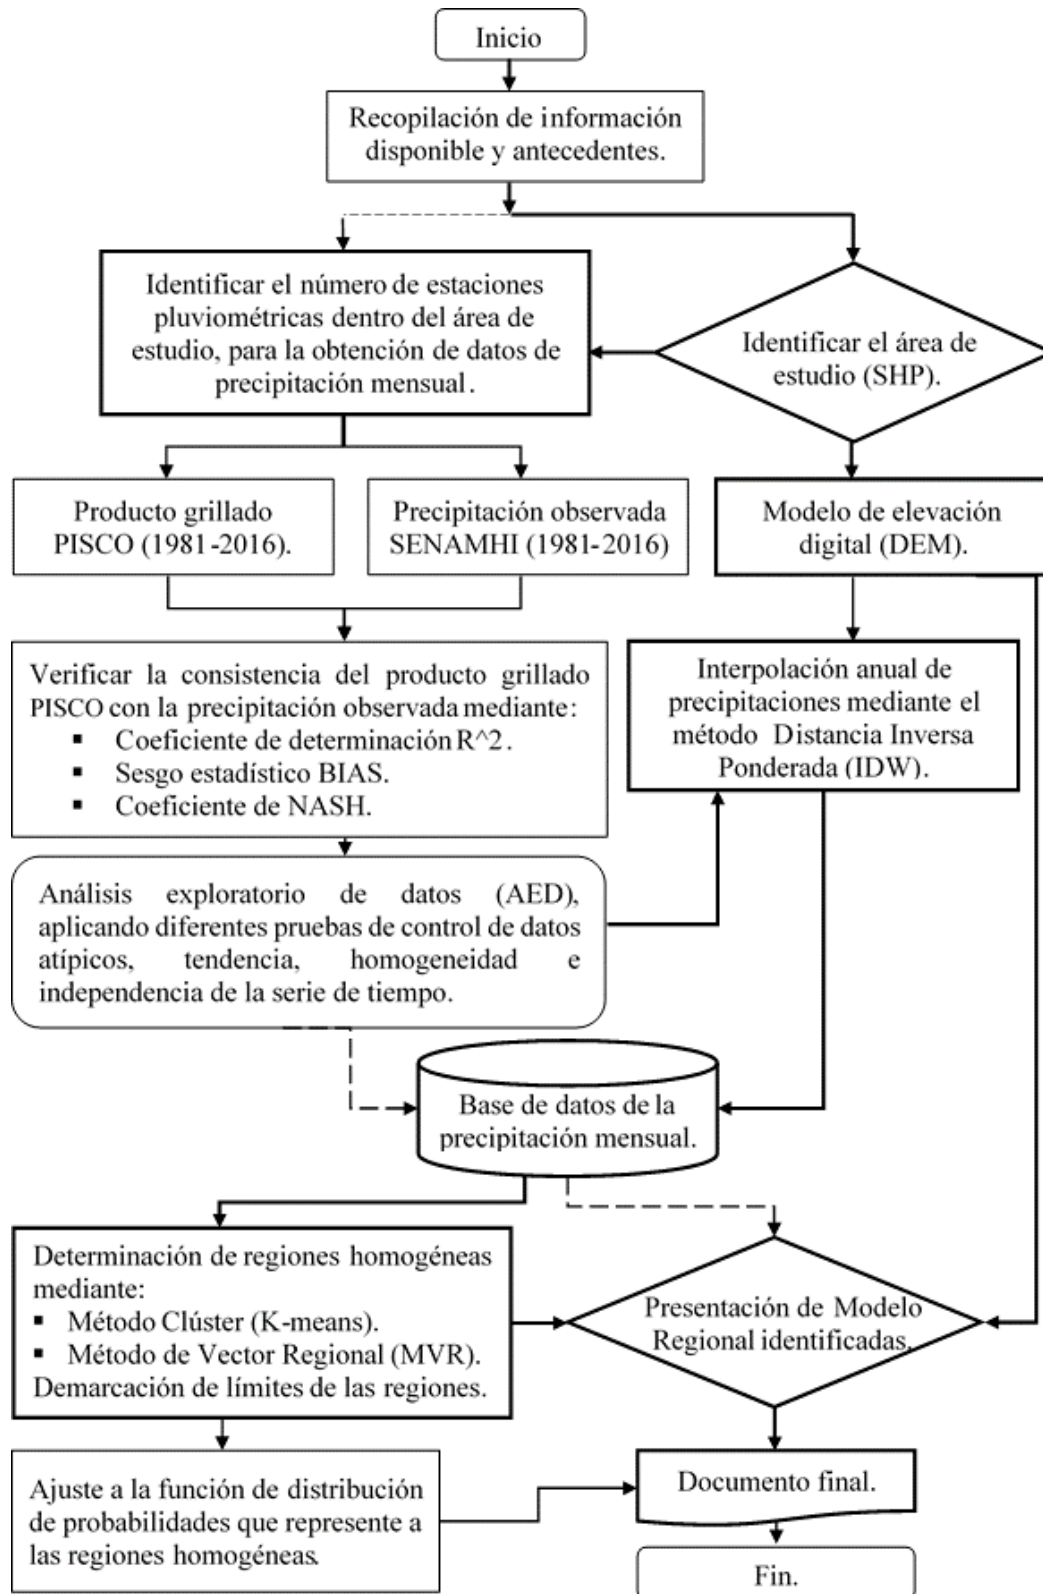 Inicio
Recopilación de información
disponible y antecedentes.
Identificar el número de estaciones
pluviométricas dentro del área de
estudio, para la obtención de datos de
precipitación mensual.
Identificar el área de
estudio (SHP).
Producto grillado
PISCO (1981-2016).
Precipitación observada
SENAMHI (1981-2016)
Modelo de elevación
digital (DEM).
Verificar la consistencia del producto grillado
PISCO con la precipitación observada mediante:
▪ Coeficiente de determinación R^2.
▪ Sesgo estadístico BIAS.
▪ Coeficiente de NASH.
Interpolación anual de
precipitaciones mediante el
método Distancia Inversa
Ponderada (IDW).
Análisis exploratorio de datos (AED),
aplicando diferentes pruebas de control de datos
atípicos, tendencia, homogeneidad e
independencia de la serie de tiempo.
Base de datos de la
precipitación mensual.
Determinación de regiones homogéneas
mediante:
▪ Método Clúster (K-means).
▪ Método de Vector Regional (MVR).
Demarcación de límites de las regiones.
Presentación de Modelo
Regional identificadas.
Ajuste a la función de distribución
de probabilidades que represente a
las regiones homogéneas.
Documento final.
Fin.